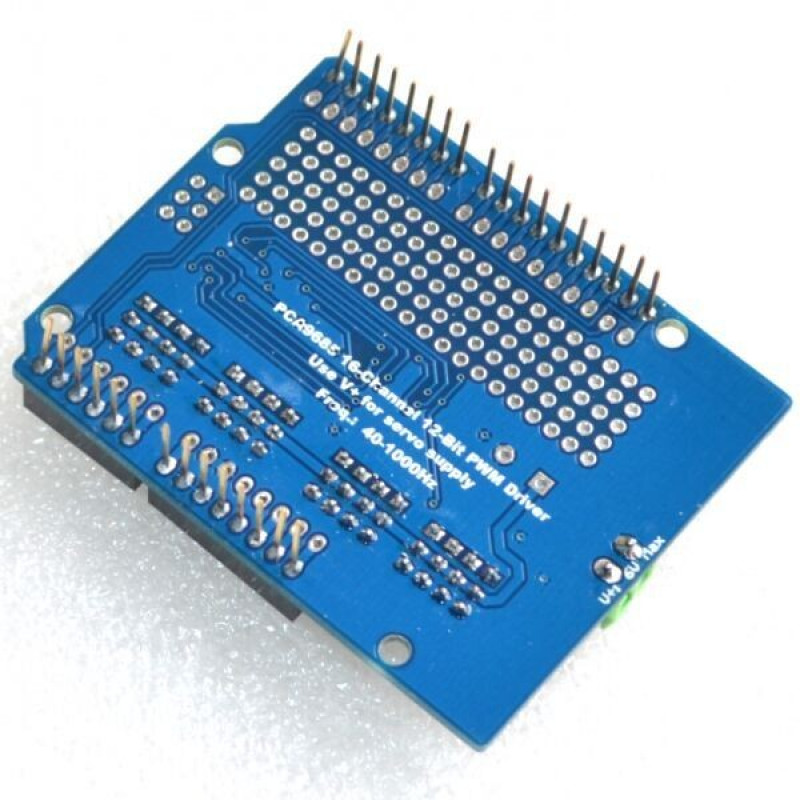 PCA9685 16-Channel 12-Bit PWM Driver
Use V+ for servo supply
Freq.: 40-1000Hz
V+: 6V Max